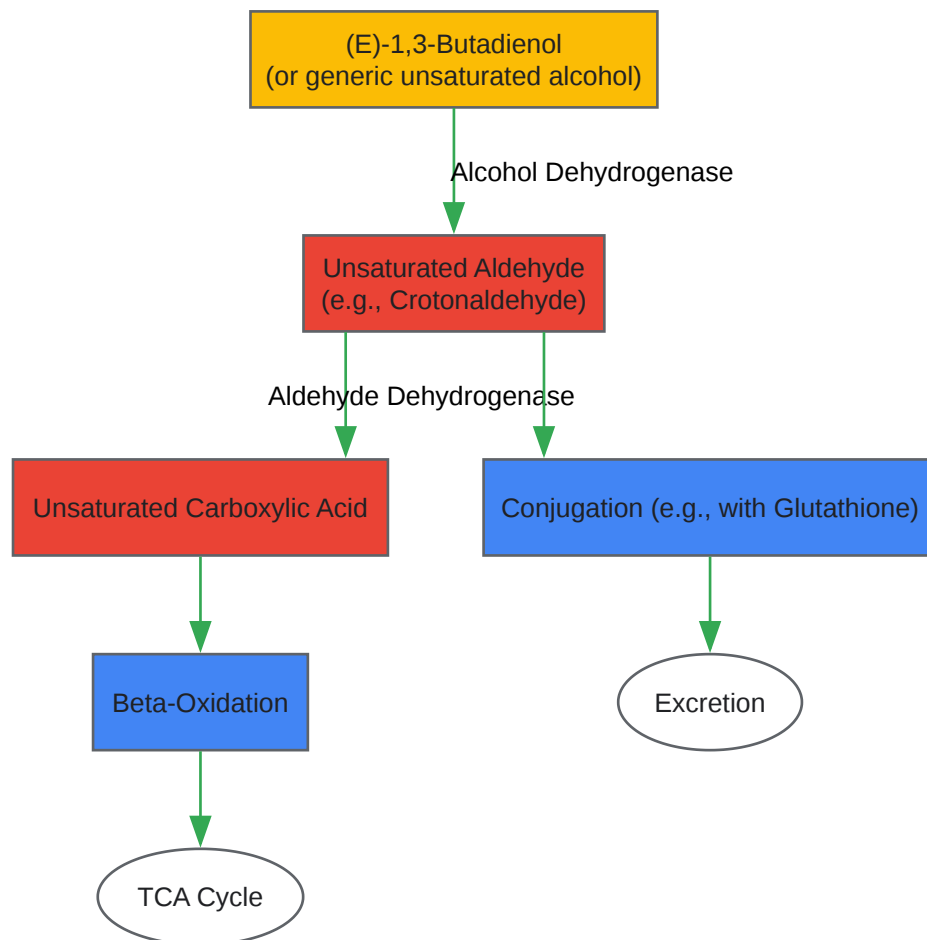 (E)-1,3-Butadienol
(or generic unsaturated alcohol)
Alcohol Dehydrogenase
Unsaturated Aldehyde
(e.g., Crotonaldehyde)
Aldehyde Dehydrogenase
Unsaturated Carboxylic Acid
Conjugation (e.g., with Glutathione)
Beta-Oxidation
Excretion
TCA Cycle